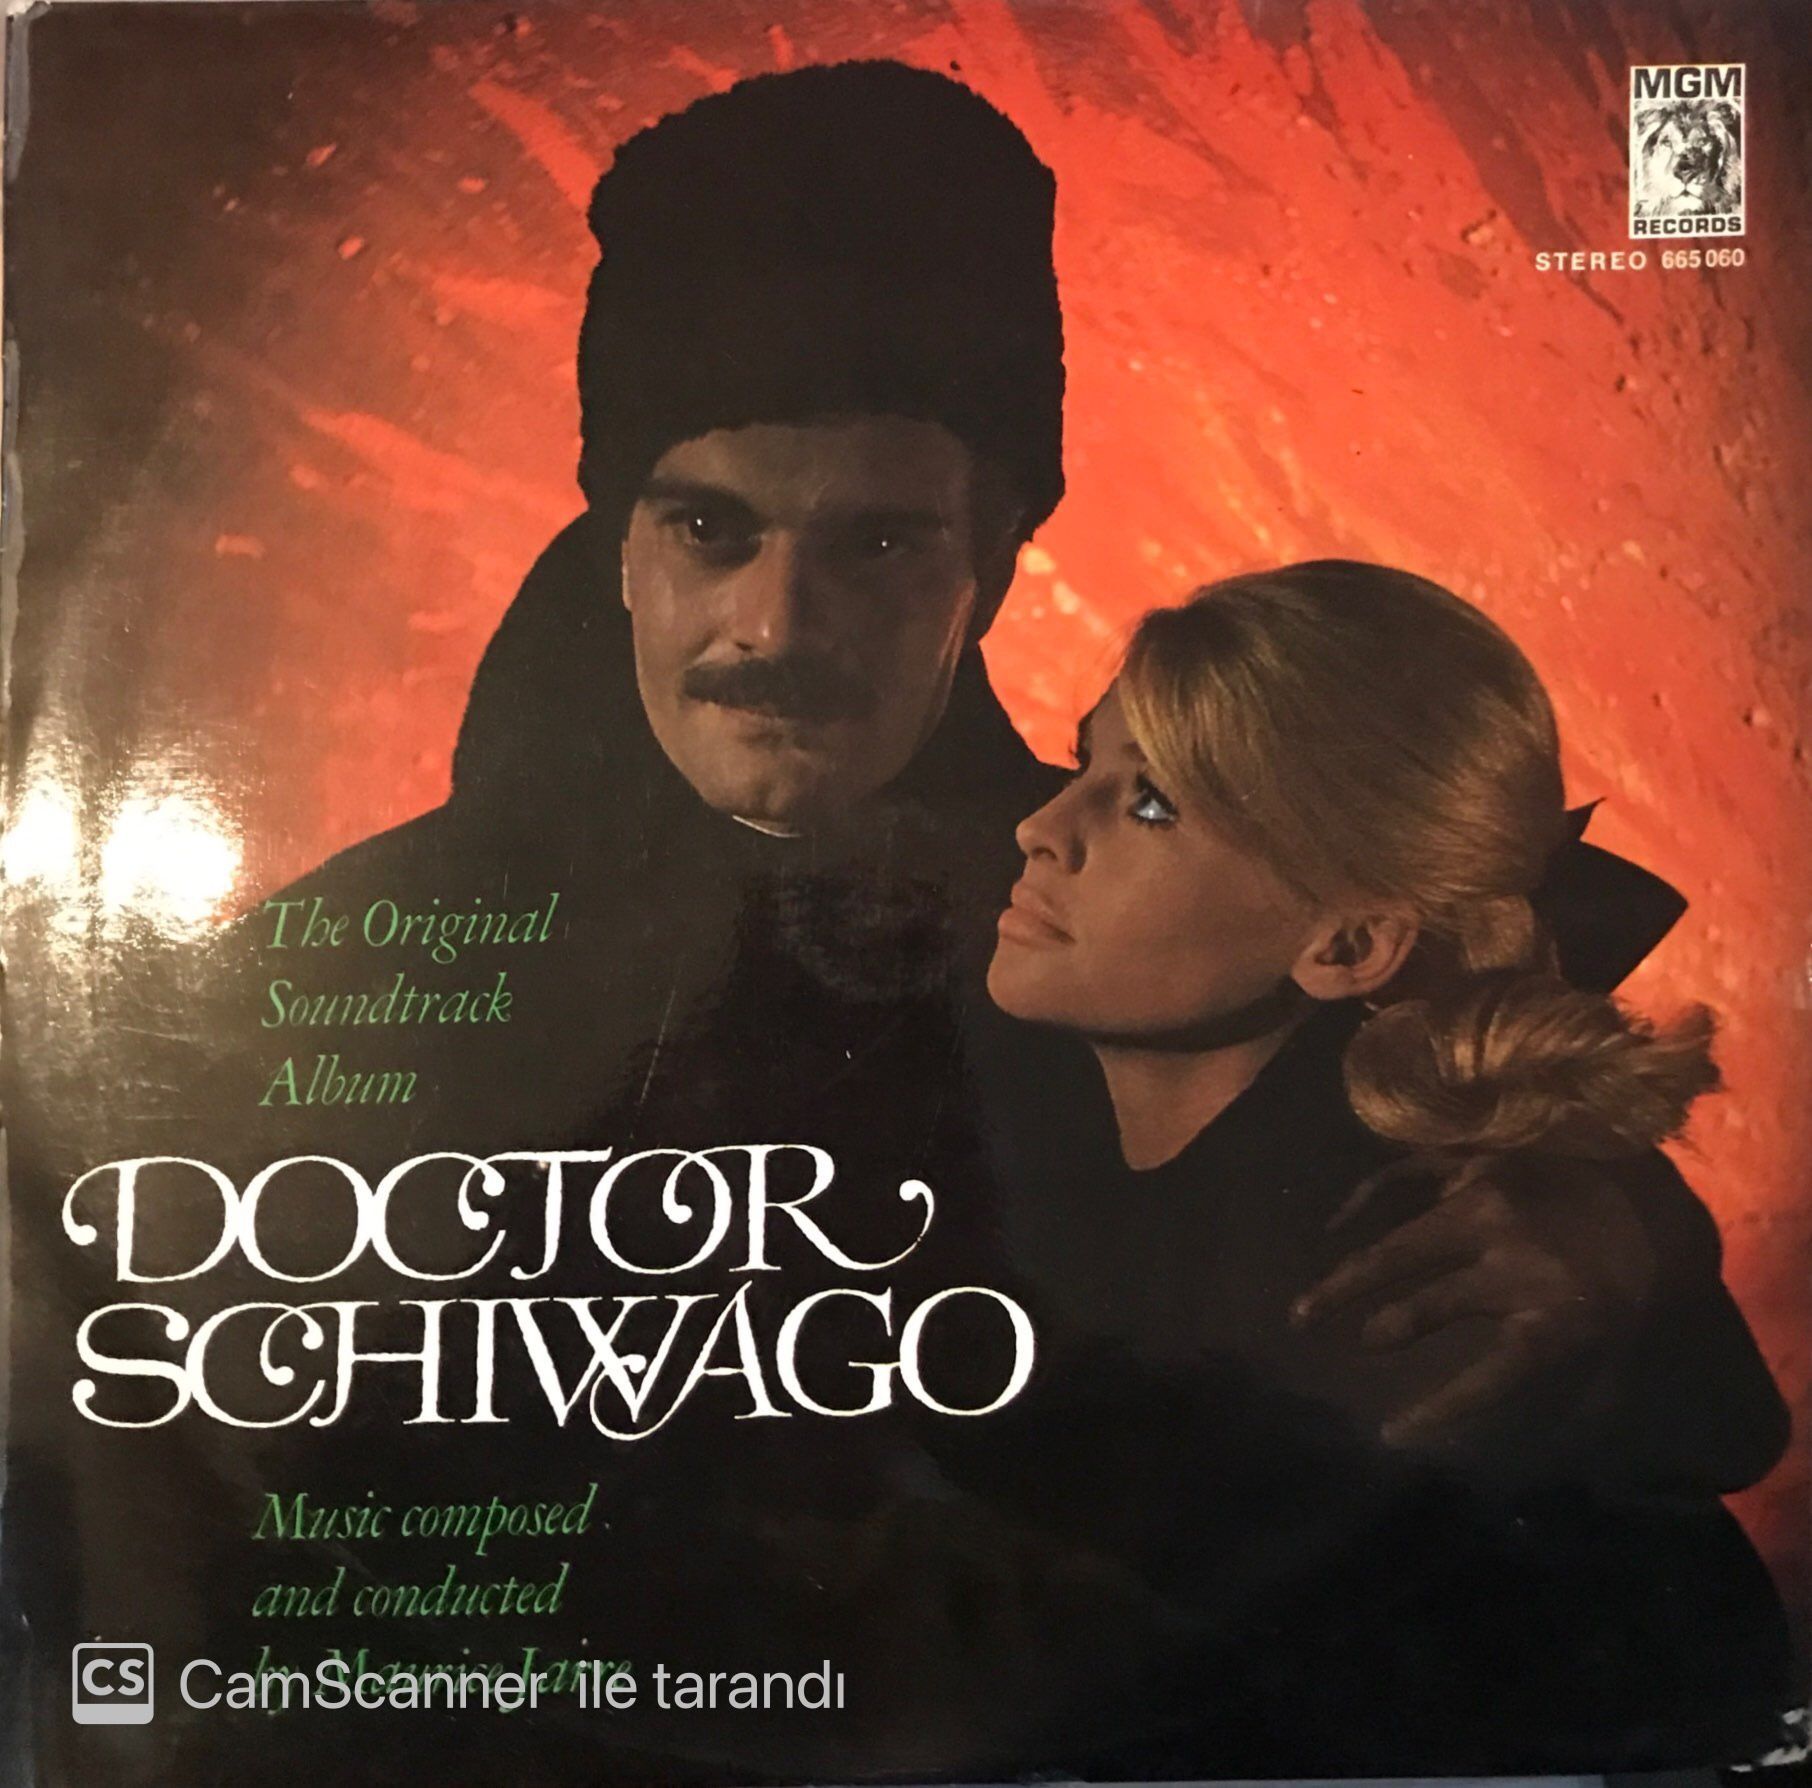 MGM
RECORDS
STEREO 665 060
The Original
Soundtrack
Album
DOCTOR
SCHIWAGO
Music composed
and conducted
by Maurice Jarre
CS CamScanner ile tarandı